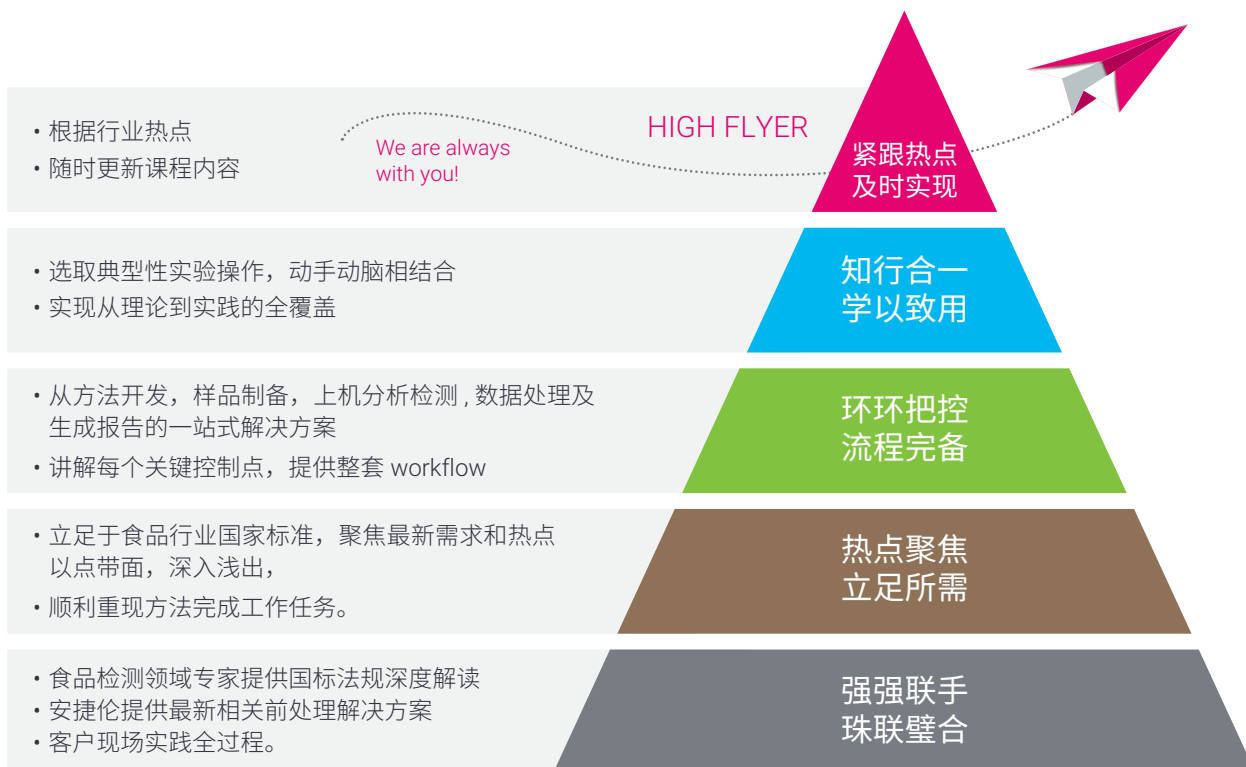 • 根据行业热点
• 随时更新课程内容
We are always
with you!
HIGH FLYER
紧跟热点
及时实现
• 选取典型性实验操作，动手动脑相结合
• 实现从理论到实践的全覆盖
知行合一
学以致用
• 从方法开发，样品制备，上机分析检测 , 数据处理及
生成报告的一站式解决方案
• 讲解每个关键控制点，提供整套 workflow
环环把控
流程完备
• 立足于食品行业国家标准，聚焦最新需求和热点
以点带面，深入浅出，
• 顺利重现方法完成工作任务。
热点聚焦
立足所需
• 食品检测领域专家提供国标法规深度解读
• 安捷伦提供最新相关前处理解决方案
• 客户现场实践全过程。
强强联手
珠联璧合